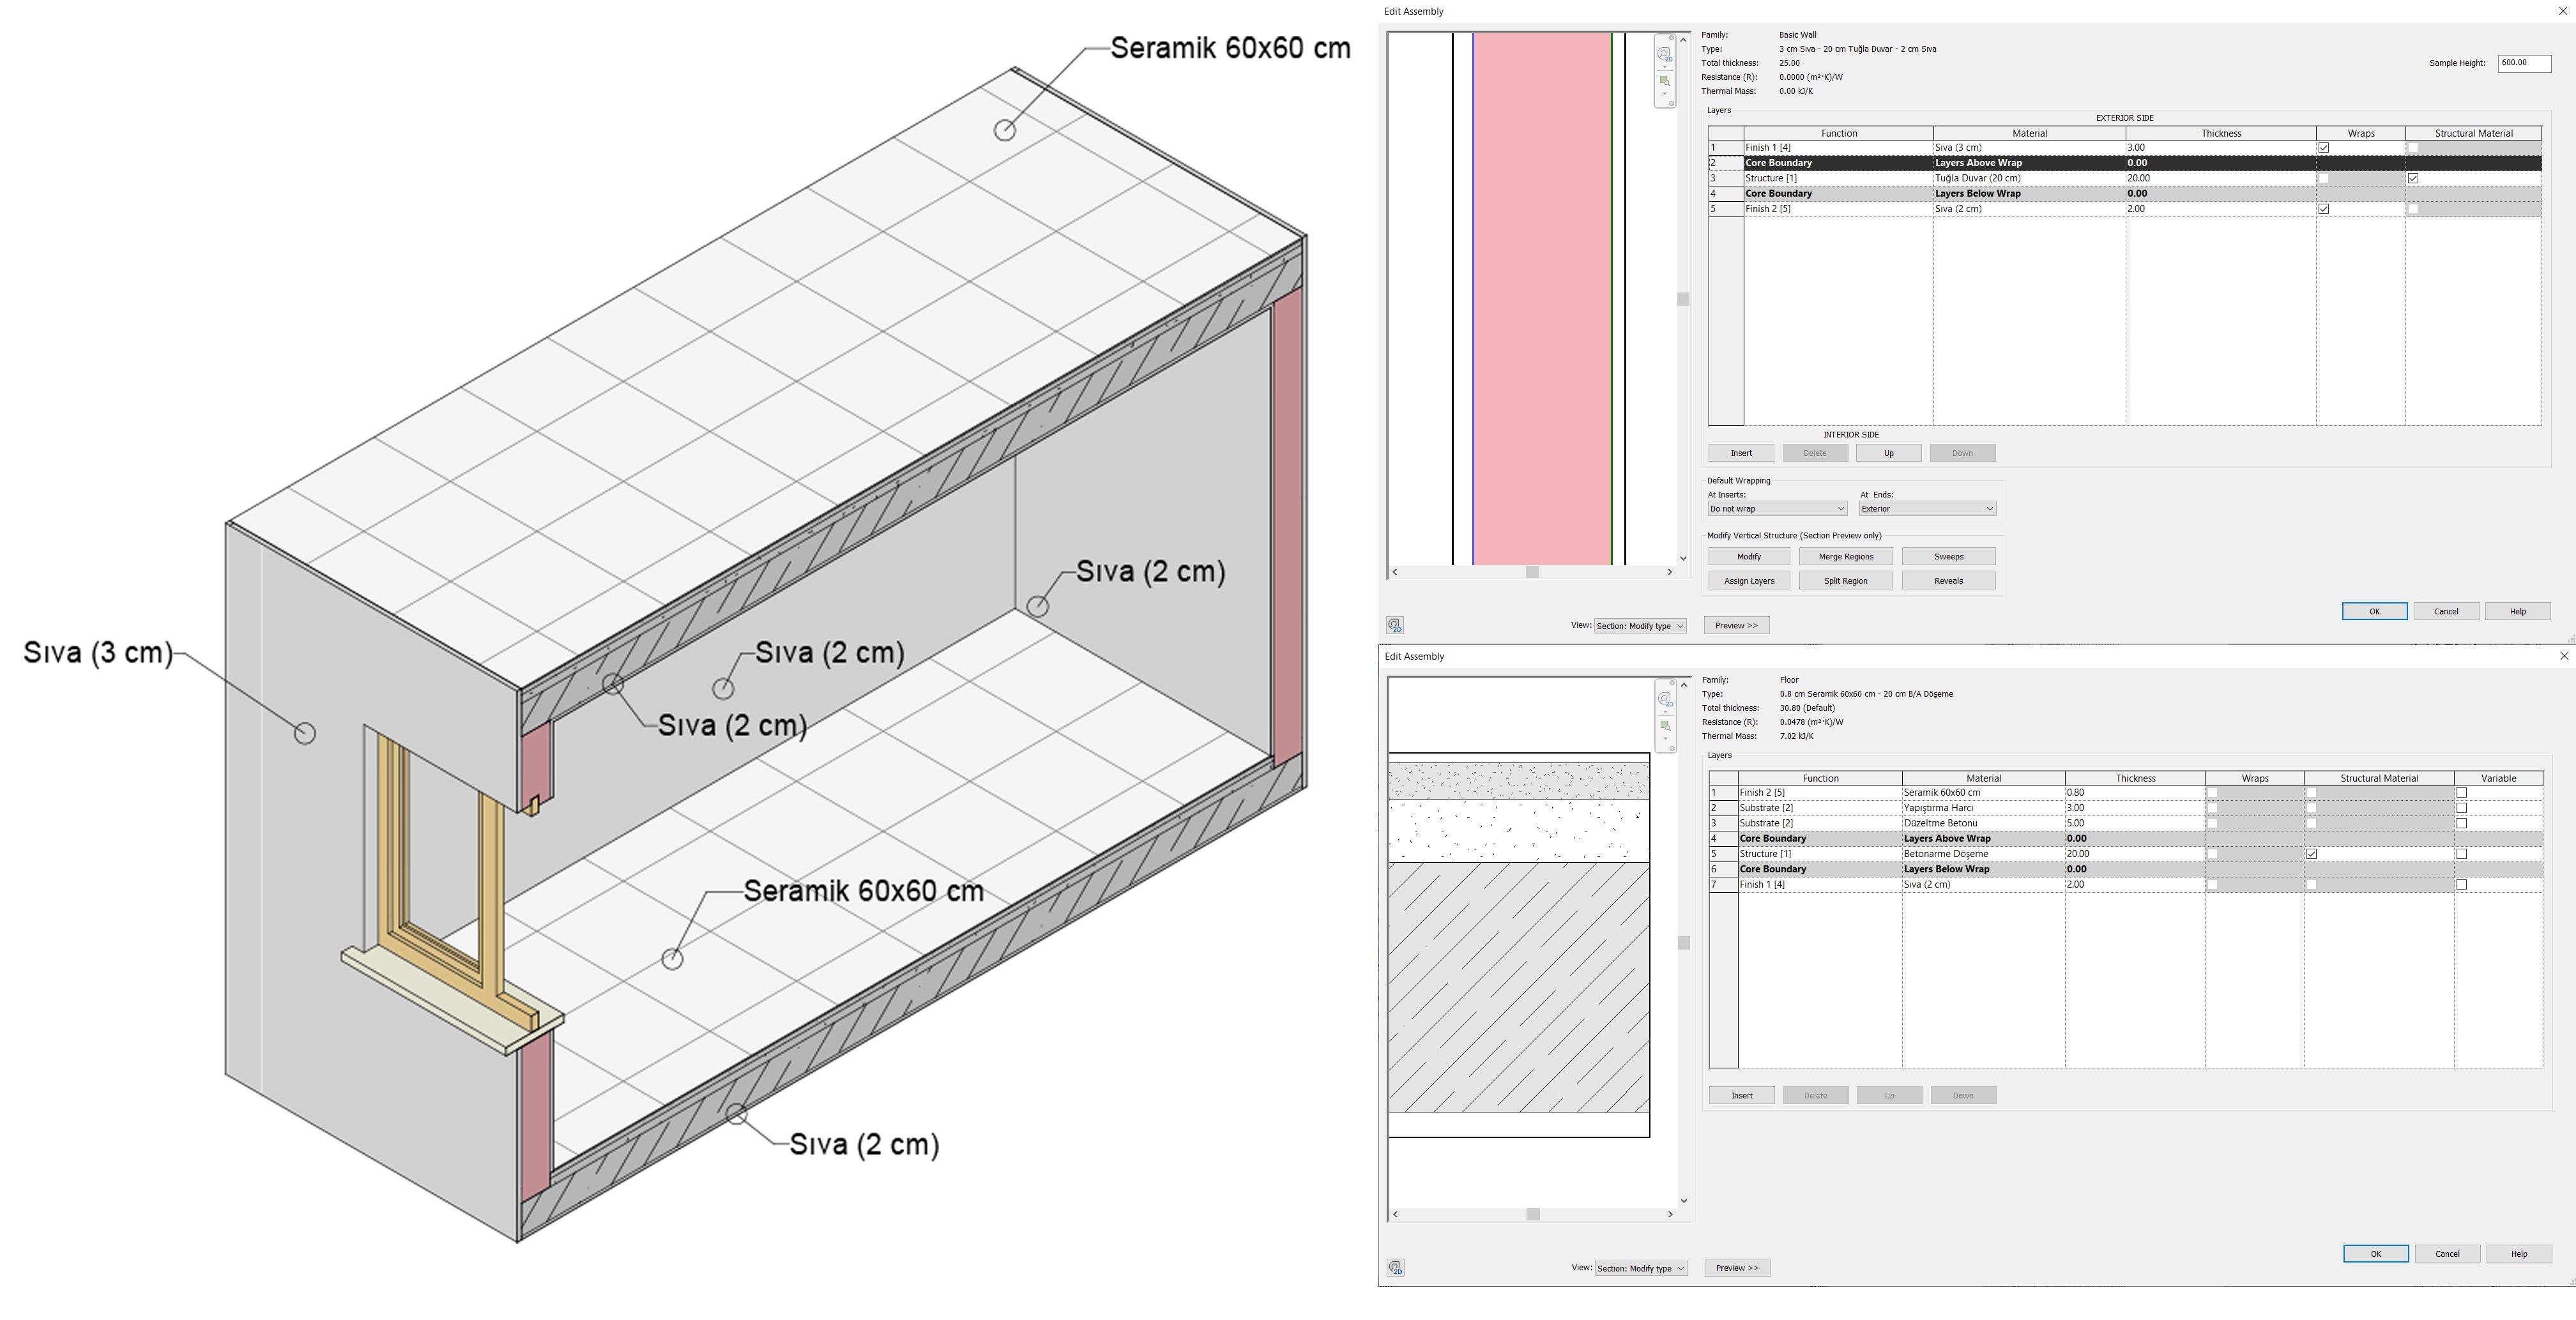 Seramik 60x60 cm
Sıva (3 cm)
Sıva (2 cm)
Sıva (2 cm)
Sıva (2 cm)
Seramik 60x60 cm
Sıva (2 cm)
Edit Assembly
Family: Basic Wall
Type: 3 cm Sıva - 20 cm Tuğla Duvar - 2 cm Sıva
Total thickness: 25.00
Sample Height: 600.00
Resistance (R): 0.0000 (m²·K)/W
Thermal Mass: 0.00 kJ/K
Layers
EXTERIOR SIDE
Function Material Thickness Wraps Structural Material
1 Finish 1 [4] Sıva (3 cm) 3.00
2 Core Boundary Layers Above Wrap 0.00
3 Structure [1] Tuğla Duvar (20 cm) 20.00
4 Core Boundary Layers Below Wrap 0.00
5 Finish 2 [5] Sıva (2 cm) 2.00
INTERIOR SIDE
Insert Delete Up Down
Default Wrapping
At Inserts: At Ends:
Do not wrap Exterior
Modify Vertical Structure (Section Preview only)
Modify Merge Regions Sweeps
Assign Layers Split Region Reveals
OK Cancel Help
View: Section: Modify type Preview >>
Edit Assembly
Family: Floor
Type: 0.8 cm Seramik 60x60 cm - 20 cm B/A Döşeme
Total thickness: 30.80 (Default)
Resistance (R): 0.0478 (m²·K)/W
Thermal Mass: 7.02 kJ/K
Layers
Function Material Thickness Wraps Structural Material Variable
1 Finish 2 [5] Seramik 60x60 cm 0.80
2 Substrate [2] Yapıştırma Harcı 3.00
3 Substrate [2] Düzeltme Betonu 5.00
4 Core Boundary Layers Above Wrap 0.00
5 Structure [1] Betonarme Döşeme 20.00
6 Core Boundary Layers Below Wrap 0.00
7 Finish 1 [4] Sıva (2 cm) 2.00
Insert Delete Up Down
OK Cancel Help
View: Section: Modify type Preview >>